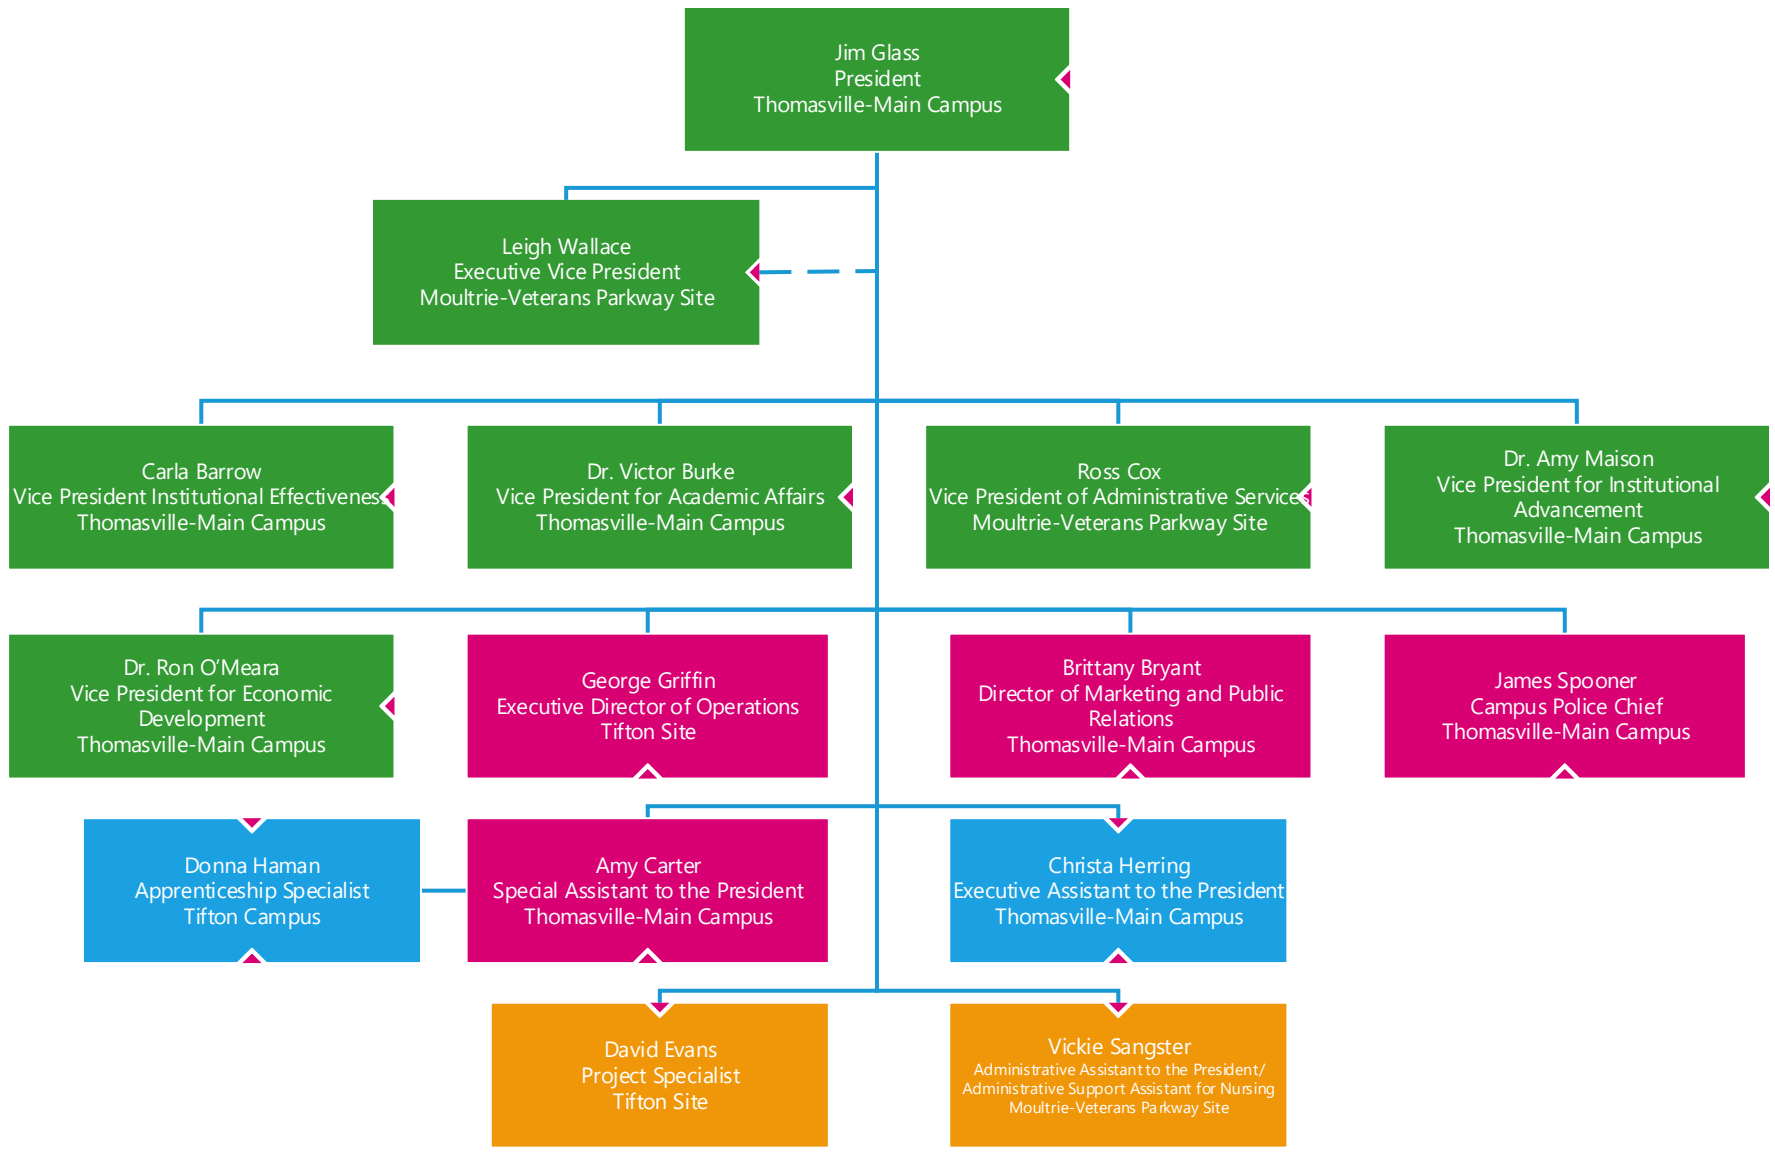 Jim Glass
President
Thomasville-Main Campus
Leigh Wallace
Executive Vice President
Moultrie-Veterans Parkway Site
Carla Barrow
Vice President Institutional Effectiveness
Thomasville-Main Campus
Dr. Victor Burke
Vice President for Academic Affairs
Thomasville-Main Campus
Ross Cox
Vice President of Administrative Services
Moultrie-Veterans Parkway Site
Dr. Amy Maison
Vice President for Institutional
Advancement
Thomasville-Main Campus
Dr. Ron O’Meara
Vice President for Economic
Development
Thomasville-Main Campus
George Griffin
Executive Director of Operations
Tifton Site
Brittany Bryant
Director of Marketing and Public
Relations
Thomasville-Main Campus
James Spooner
Campus Police Chief
Thomasville-Main Campus
Donna Haman
Apprenticeship Specialist
Tifton Campus
Amy Carter
Special Assistant to the President
Thomasville-Main Campus
Christa Herring
Executive Assistant to the President
Thomasville-Main Campus
David Evans
Project Specialist
Tifton Site
Vickie Sangster
Administrative Assistant to the President/
Administrative Support Assistant for Nursing
Moultrie-Veterans Parkway Site